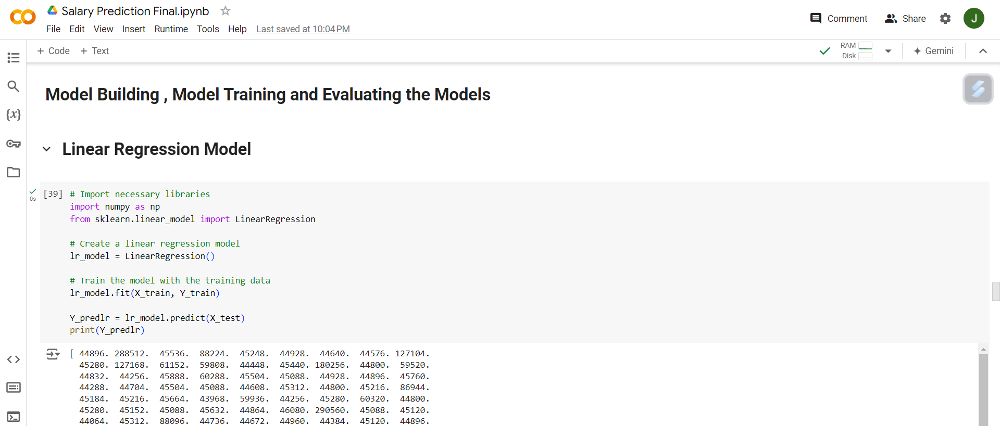 Salary Prediction Final.ipynb
File Edit View Insert Runtime Tools Help Last saved at 10:04 PM
Comment Share J
+ Code + Text
RAM
Disk
Gemini
Model Building , Model Training and Evaluating the Models
Linear Regression Model
0s
[39] # Import necessary libraries
import numpy as np
from sklearn.linear_model import LinearRegression
# Create a linear regression model
lr_model = LinearRegression()
# Train the model with the training data
lr_model.fit(X_train, Y_train)
Y_predlr = lr_model.predict(X_test)
print(Y_predlr)
[ 44896. 288512. 45536. 88224. 45248. 44928. 44640. 44576. 127104.
45280. 127168. 61152. 59808. 44448. 45440. 180256. 44800. 59520.
44832. 44256. 45888. 60288. 45504. 45088. 44928. 44896. 45760.
44288. 44704. 45504. 45088. 44608. 45312. 44800. 45216. 86944.
45184. 45216. 45664. 43968. 59936. 44256. 45280. 60320. 44800.
45280. 45152. 45088. 45632. 44864. 46080. 290560. 45088. 45120.
44064. 45312. 88096. 44736. 44672. 44960. 44384. 45120. 44896.